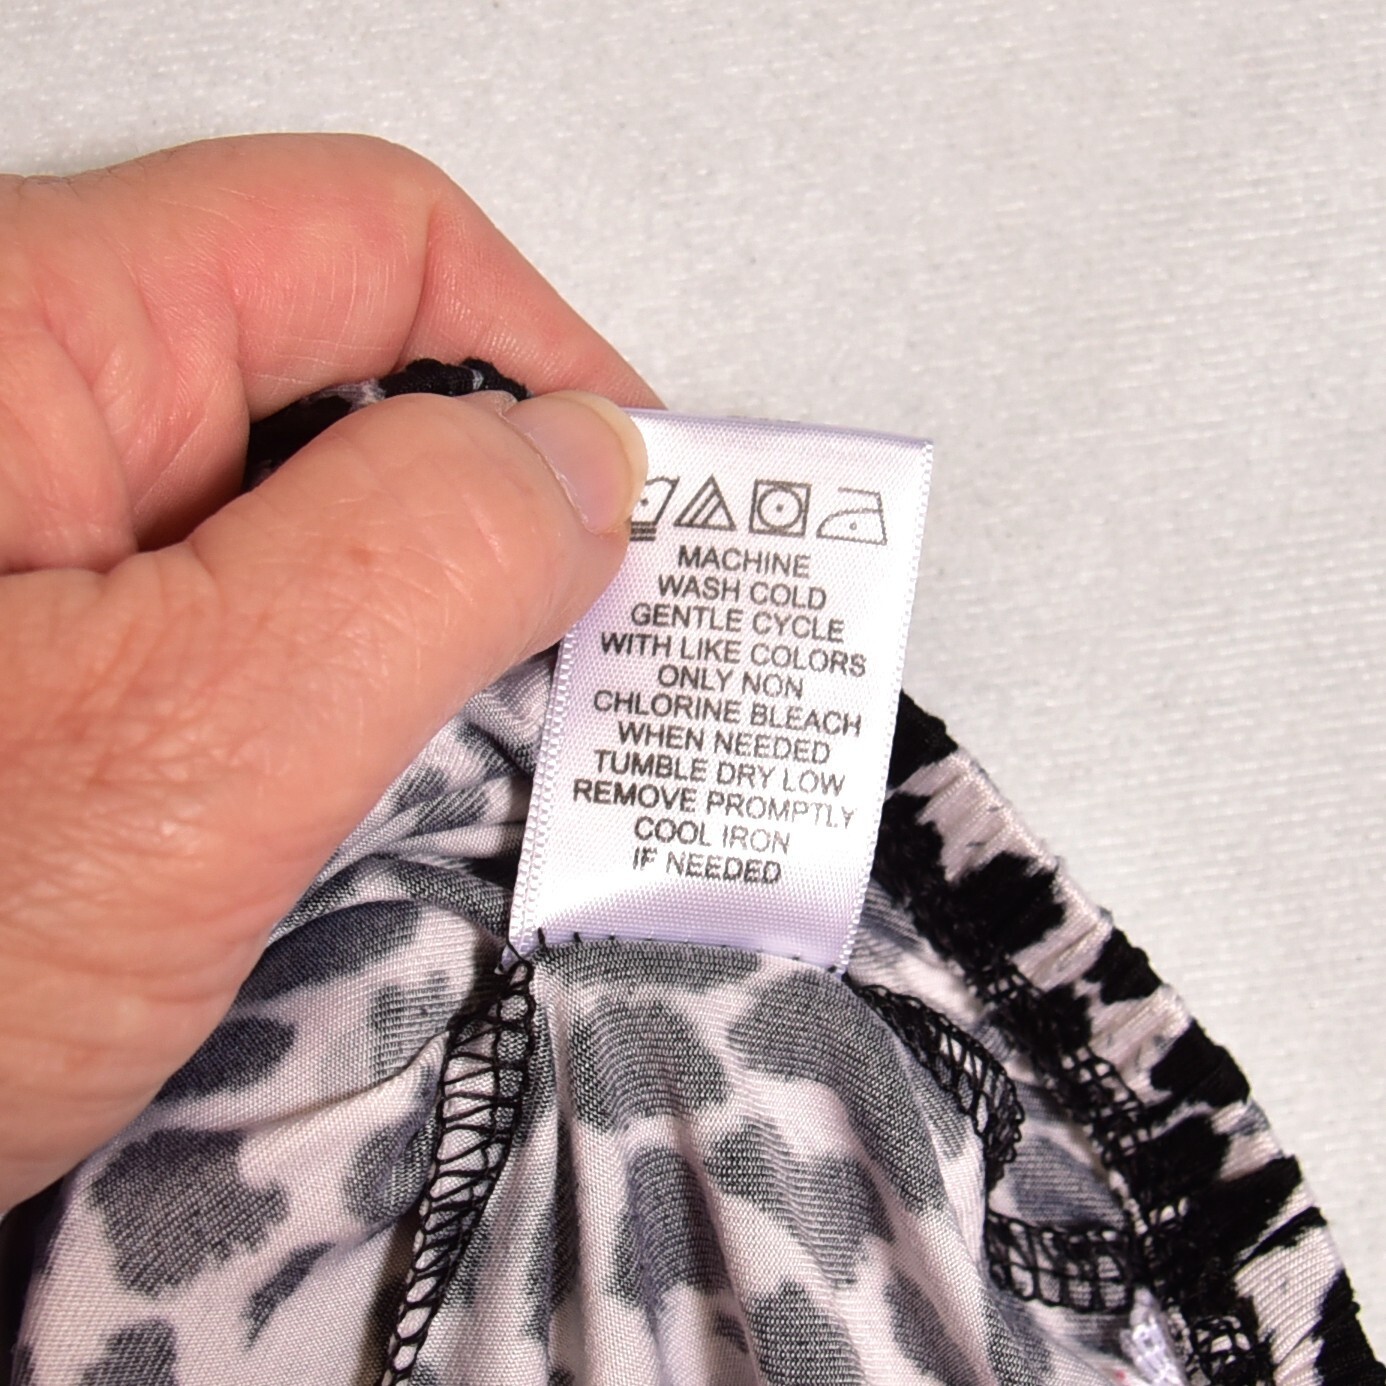 MACHINE
WASH COLD
GENTLE CYCLE
WITH LIKE COLORS
ONLY NON
CHLORINE BLEACH
WHEN NEEDED
TUMBLE DRY LOW
REMOVE PROMPTLY
COOL IRON
IF NEEDED